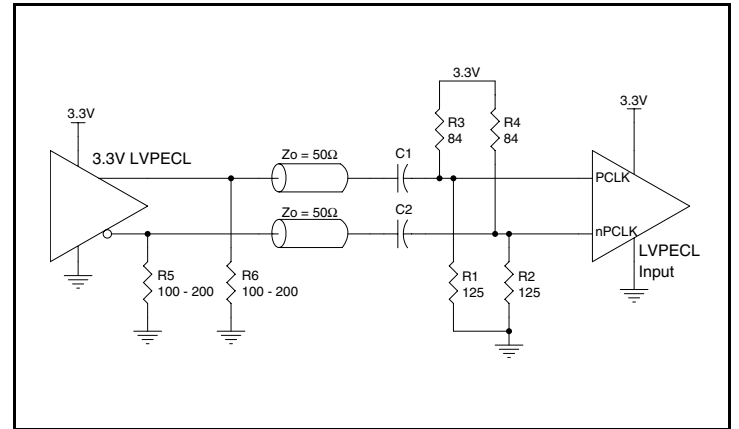 3.3V
3.3V
3.3V
R3
84
R4
84
3.3V LVPECL
Zo = 50Ω
C1
PCLK
Zo = 50Ω
C2
nPCLK
LVPECL
Input
R5
100 - 200
R6
100 - 200
R1
125
R2
125